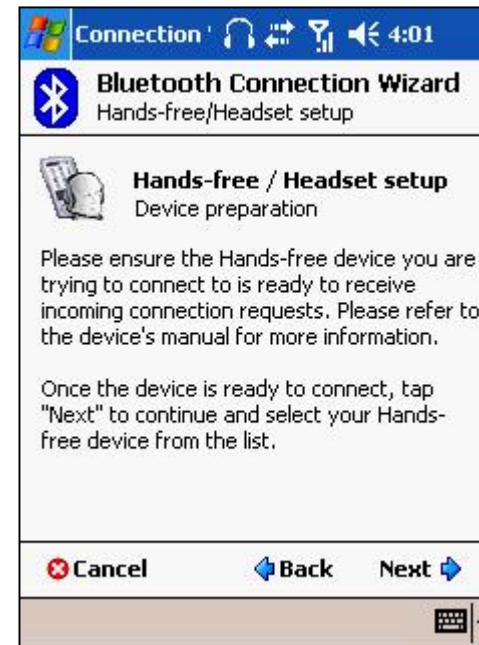 Connection ' 4:01
Bluetooth Connection Wizard
Hands-free/Headset setup
Hands-free / Headset setup
Device preparation
Please ensure the Hands-free device you are
trying to connect to is ready to receive
incoming connection requests. Please refer to
the device's manual for more information.
Once the device is ready to connect, tap
"Next" to continue and select your Hands-
free device from the list.
Cancel Back Next